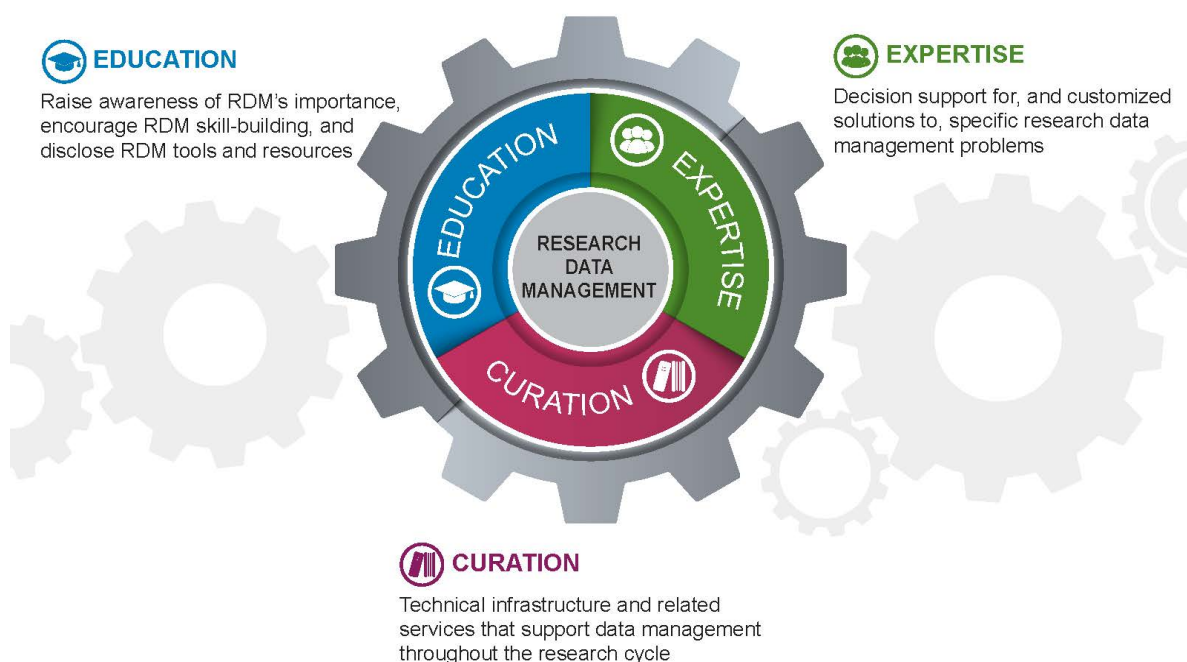 EDUCATION
Raise awareness of RDM's importance,
encourage RDM skill-building, and
disclose RDM tools and resources
EXPERTISE
Decision support for, and customized
solutions to, specific research data
management problems
EDUCATION
EXPERTISE
RESEARCH
DATA
MANAGEMENT
CURATION
CURATION
Technical infrastructure and related
services that support data management
throughout the research cycle